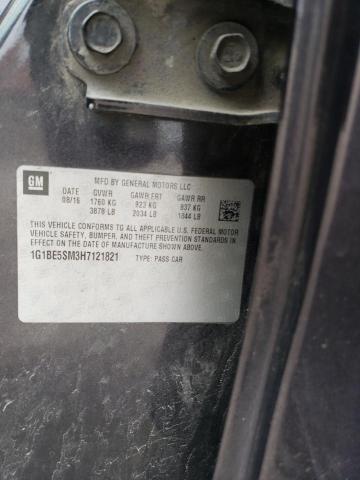 GM
MFD BY GENERAL MOTORS LLC
DATE GVWR GAWR FRT GAWR RR
08/16 1760 KG 923 KG 837 KG
3878 LB 2034 LB 1844 LB
THIS VEHICLE CONFORMS TO ALL APPLICABLE U.S. FEDERAL MOTOR
VEHICLE SAFETY, BUMPER, AND THEFT PREVENTION STANDARDS IN
EFFECT ON THE DATE OF MANUFACTURE SHOWN ABOVE.
1G1BE5SM3H7121821 TYPE: PASS CAR